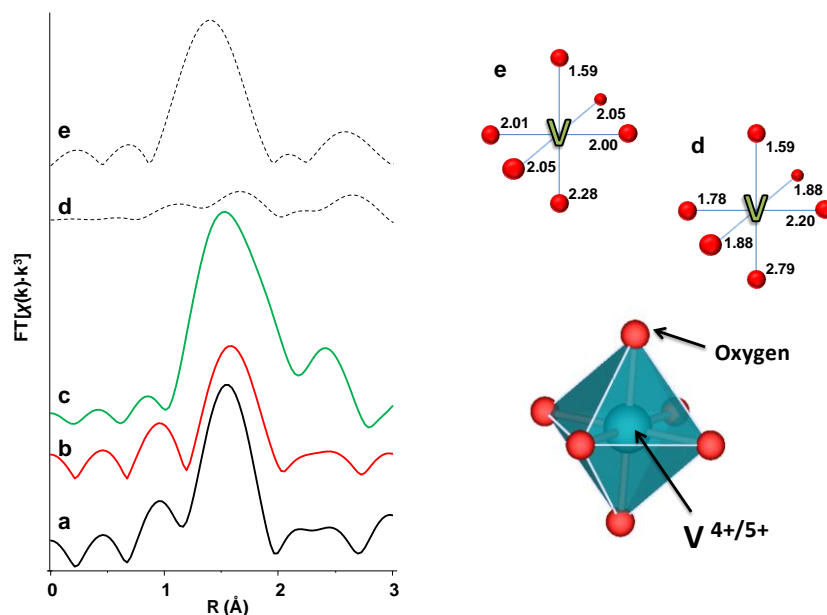 e
d
c
b
a
FT[χ(k)·k³]
0
1
2
3
R (Å)
e
1.59
2.05
2.01
V
2.00
2.05
2.28
d
1.59
1.88
1.78
V
2.20
1.88
2.79
Oxygen
V 4+/5+